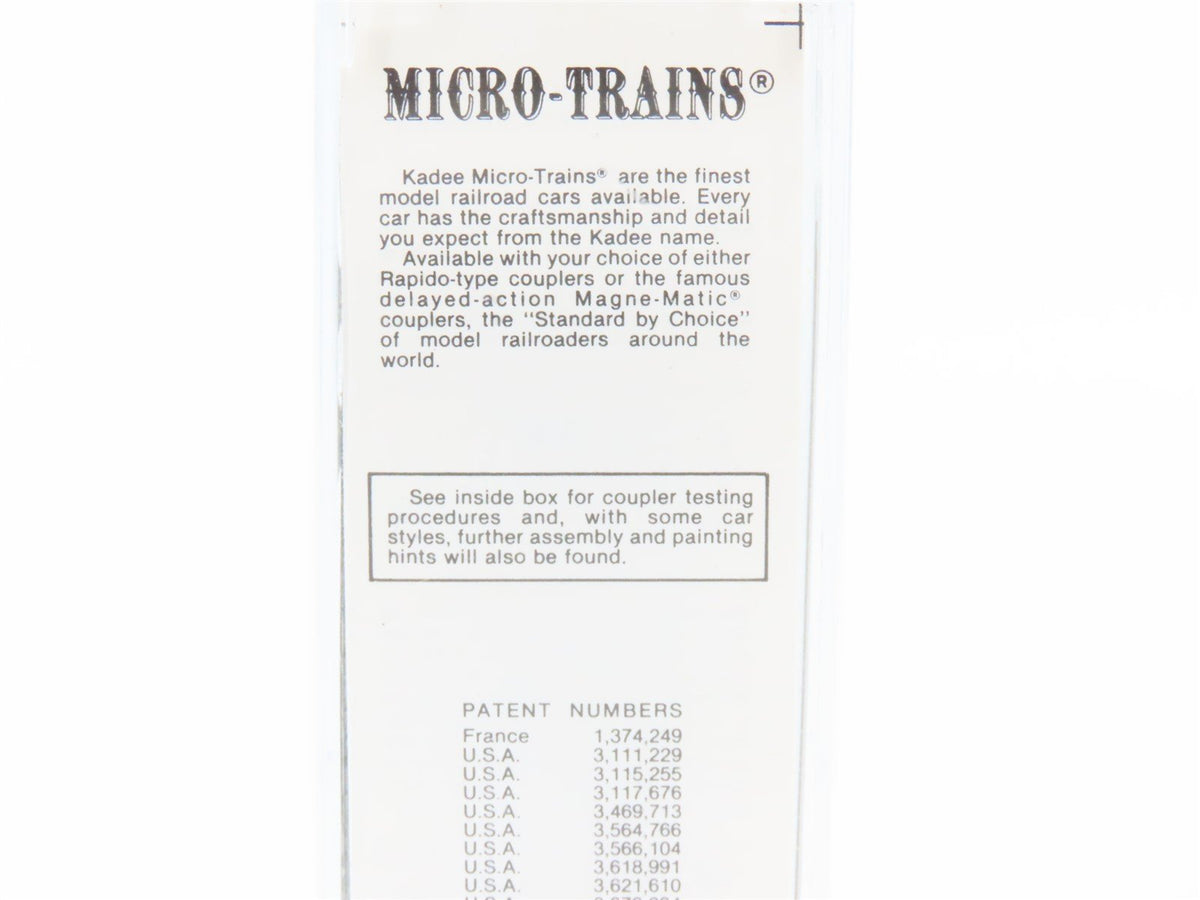 MICRO-TRAINS®
Kadee Micro-Trains® are the finest
model railroad cars available. Every
car has the craftsmanship and detail
you expect from the Kadee name.
Available with your choice of either
Rapido-type couplers or the famous
delayed-action Magne-Matic®
couplers, the "Standard by Choice"
of model railroaders around the
world.
See inside box for coupler testing
procedures and, with some car
styles, further assembly and painting
hints will also be found.
PATENT NUMBERS
France 1,374,249
U.S.A. 3,111,229
U.S.A. 3,115,255
U.S.A. 3,117,676
U.S.A. 3,469,713
U.S.A. 3,564,766
U.S.A. 3,566,104
U.S.A. 3,618,991
U.S.A. 3,621,610